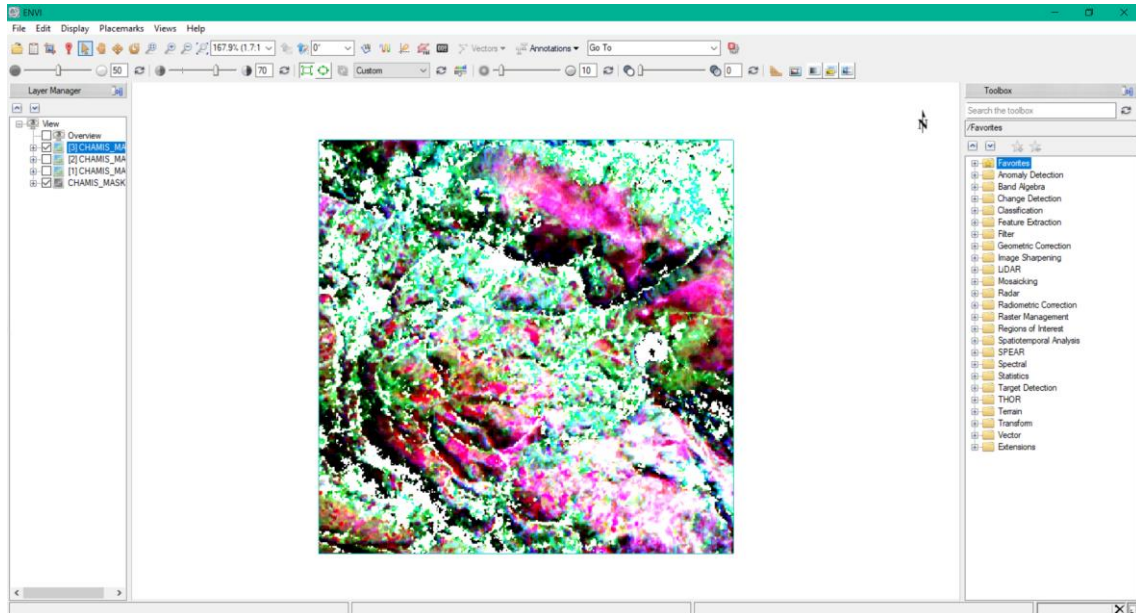 ENVI
File Edit Display Placemarks Views Help
167.9% (1.7:1 0° Vectors Annotations Go To
50 70 Custom 10 0
Layer Manager
View
Overview
[3] CHAMIS_MA
[2] CHAMIS_MA
[1] CHAMIS_MA
CHAMIS_MASK
N
Toolbox
Search the toolbox
/Favorites
Favorites
Anomaly Detection
Band Algebra
Change Detection
Classification
Feature Extraction
Filter
Geometric Correction
Image Sharpening
LiDAR
Mosaicking
Radar
Radiometric Correction
Raster Management
Regions of Interest
Spatiotemporal Analysis
SPEAR
Spectral
Statistics
Target Detection
THOR
Terrain
Transform
Vector
Extensions